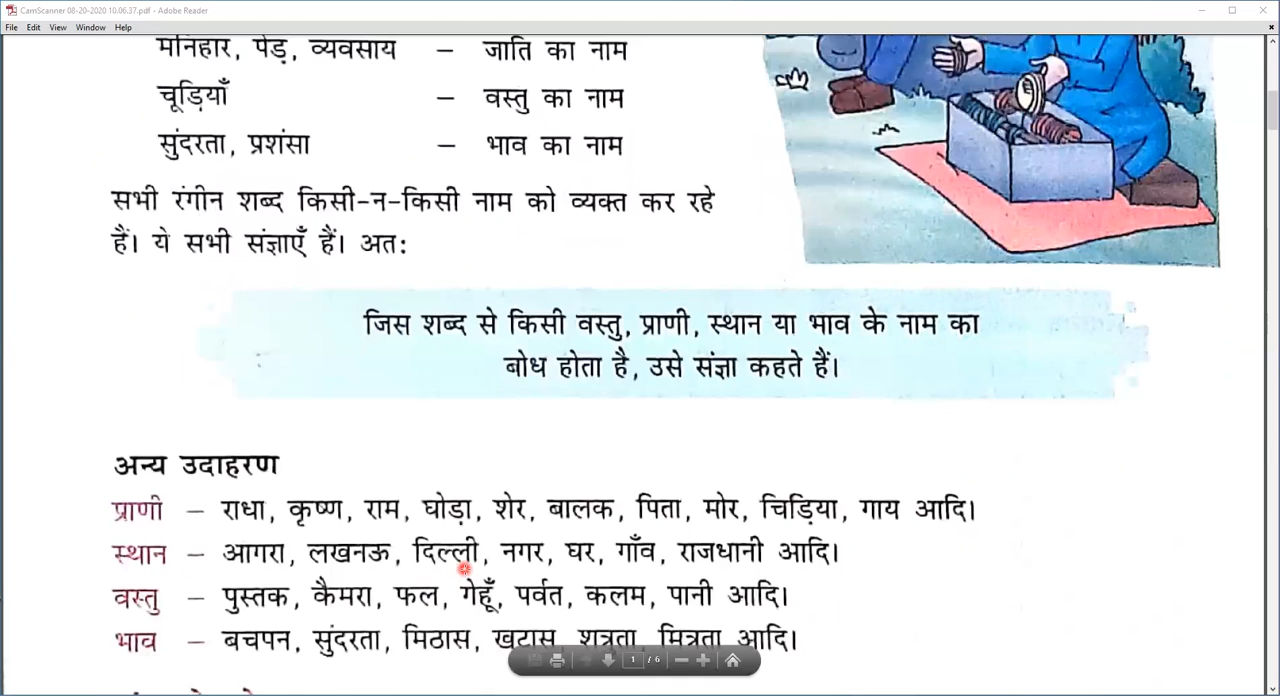 CamScanner 08-20-2020 10.06.37.pdf - Adobe Reader
File Edit View Window Help
मनिहार, पेड़, व्यवसाय – जाति का नाम
चूड़ियाँ – वस्तु का नाम
सुंदरता, प्रशंसा – भाव का नाम
सभी रंगीन शब्द किसी-न-किसी नाम को व्यक्त कर रहे
हैं। ये सभी संज्ञाएँ हैं। अत:
जिस शब्द से किसी वस्तु, प्राणी, स्थान या भाव के नाम का
बोध होता है, उसे संज्ञा कहते हैं।
अन्य उदाहरण
प्राणी – राधा, कृष्ण, राम, घोड़ा, शेर, बालक, पिता, मोर, चिड़िया, गाय आदि।
स्थान – आगरा, लखनऊ, दिल्ली, नगर, घर, गाँव, राजधानी आदि।
वस्तु – पुस्तक, कैमरा, फल, गेहूँ, पर्वत, कलम, पानी आदि।
भाव – बचपन, सुंदरता, मिठास, खटास, शत्रुता, मित्रता आदि।
1 / 6